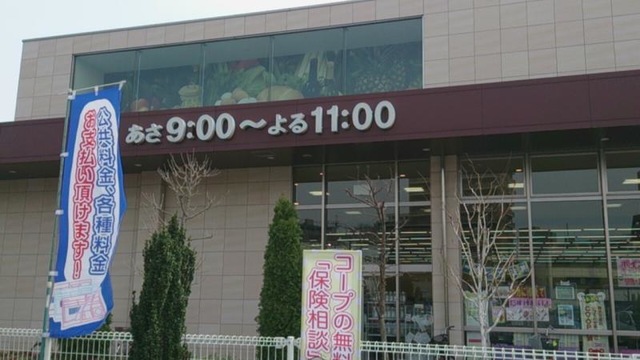 あさ9:00〜よる11:00
公共料金、各種料金
お支払い頂けます!
コープの無料
「保険相談」